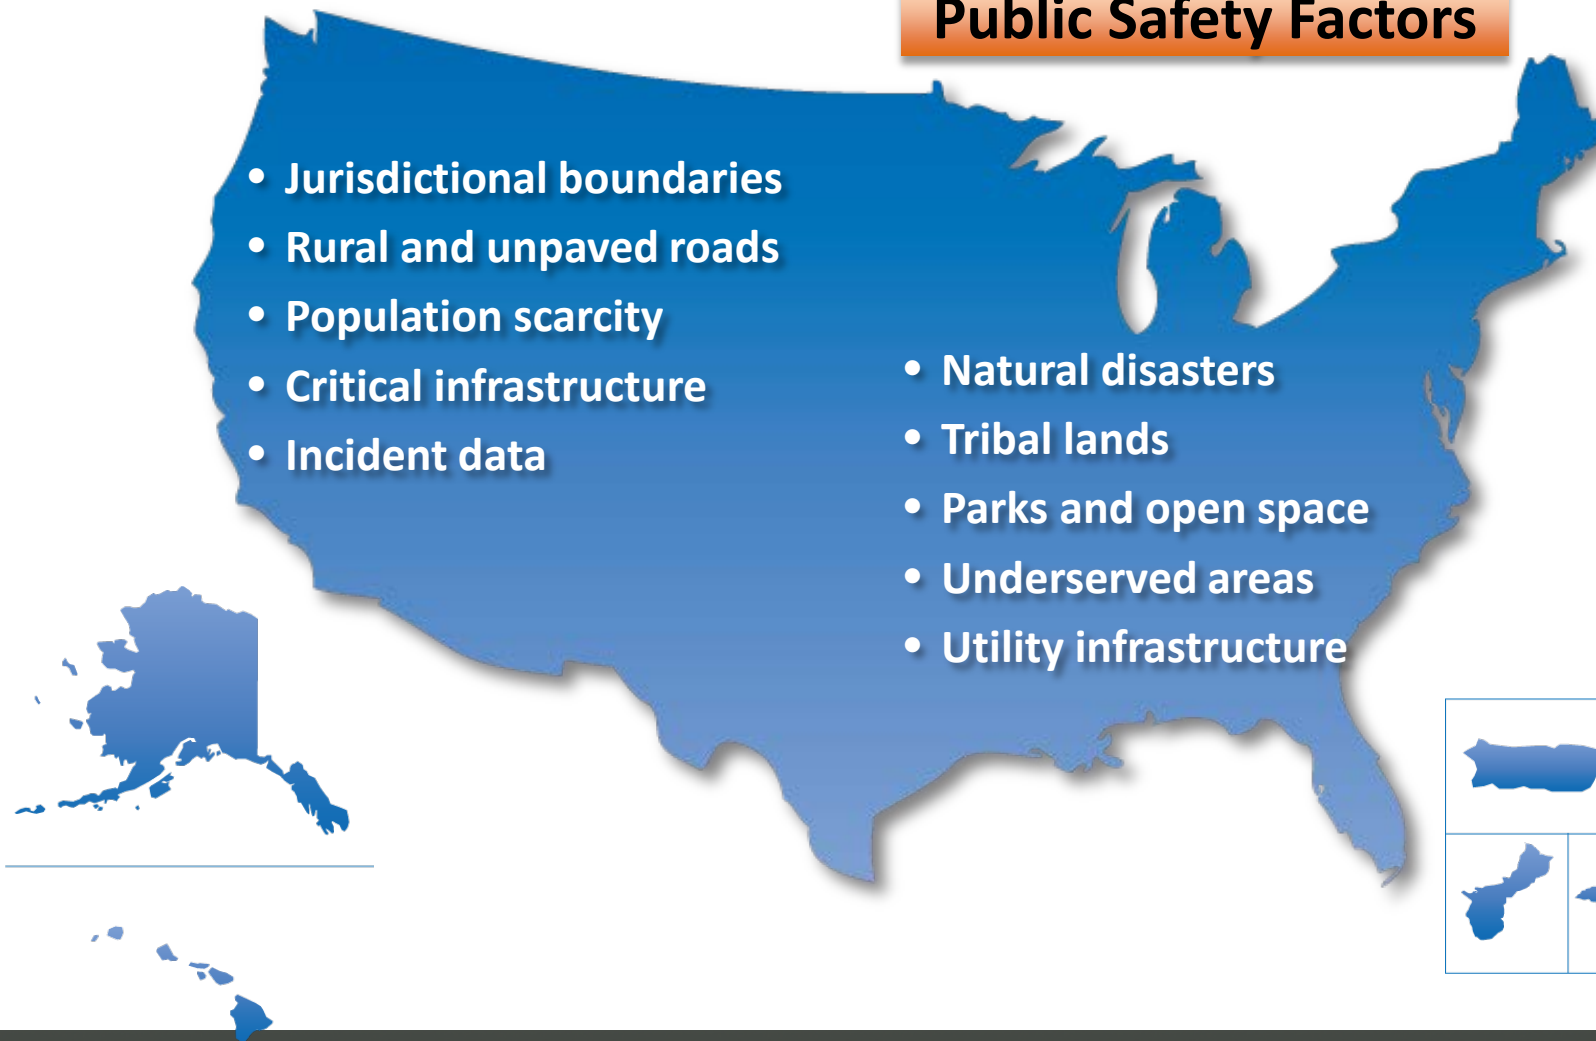 Public Safety Factors
• Jurisdictional boundaries
• Rural and unpaved roads
• Population scarcity
• Critical infrastructure
• Incident data
• Natural disasters
• Tribal lands
• Parks and open space
• Underserved areas
• Utility infrastructure